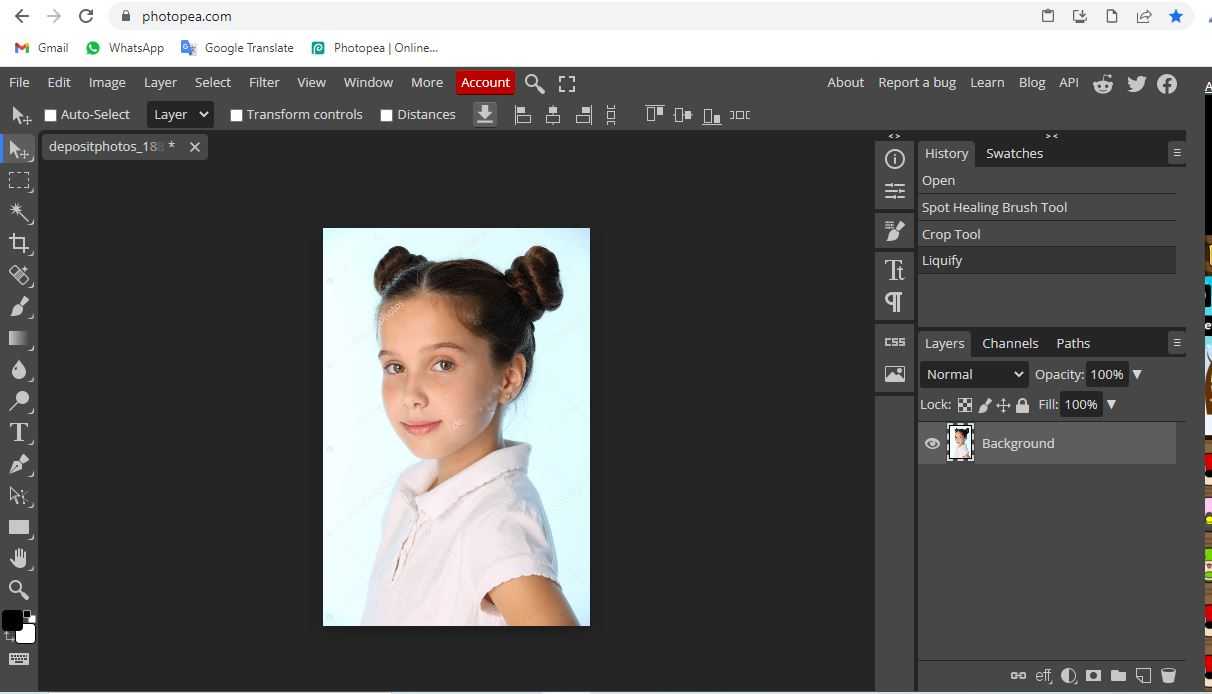 photopea.com
Gmail WhatsApp Google Translate Photopea | Online...
File Edit Image Layer Select Filter View Window More Account About Report a bug Learn Blog API
Auto-Select Layer Transform controls Distances
depositphotos_188 *
History Swatches
Open
Spot Healing Brush Tool
Crop Tool
Liquify
Tt
CSS
Layers Channels Paths
Normal Opacity: 100%
Lock: Fill: 100%
Background
T
eff